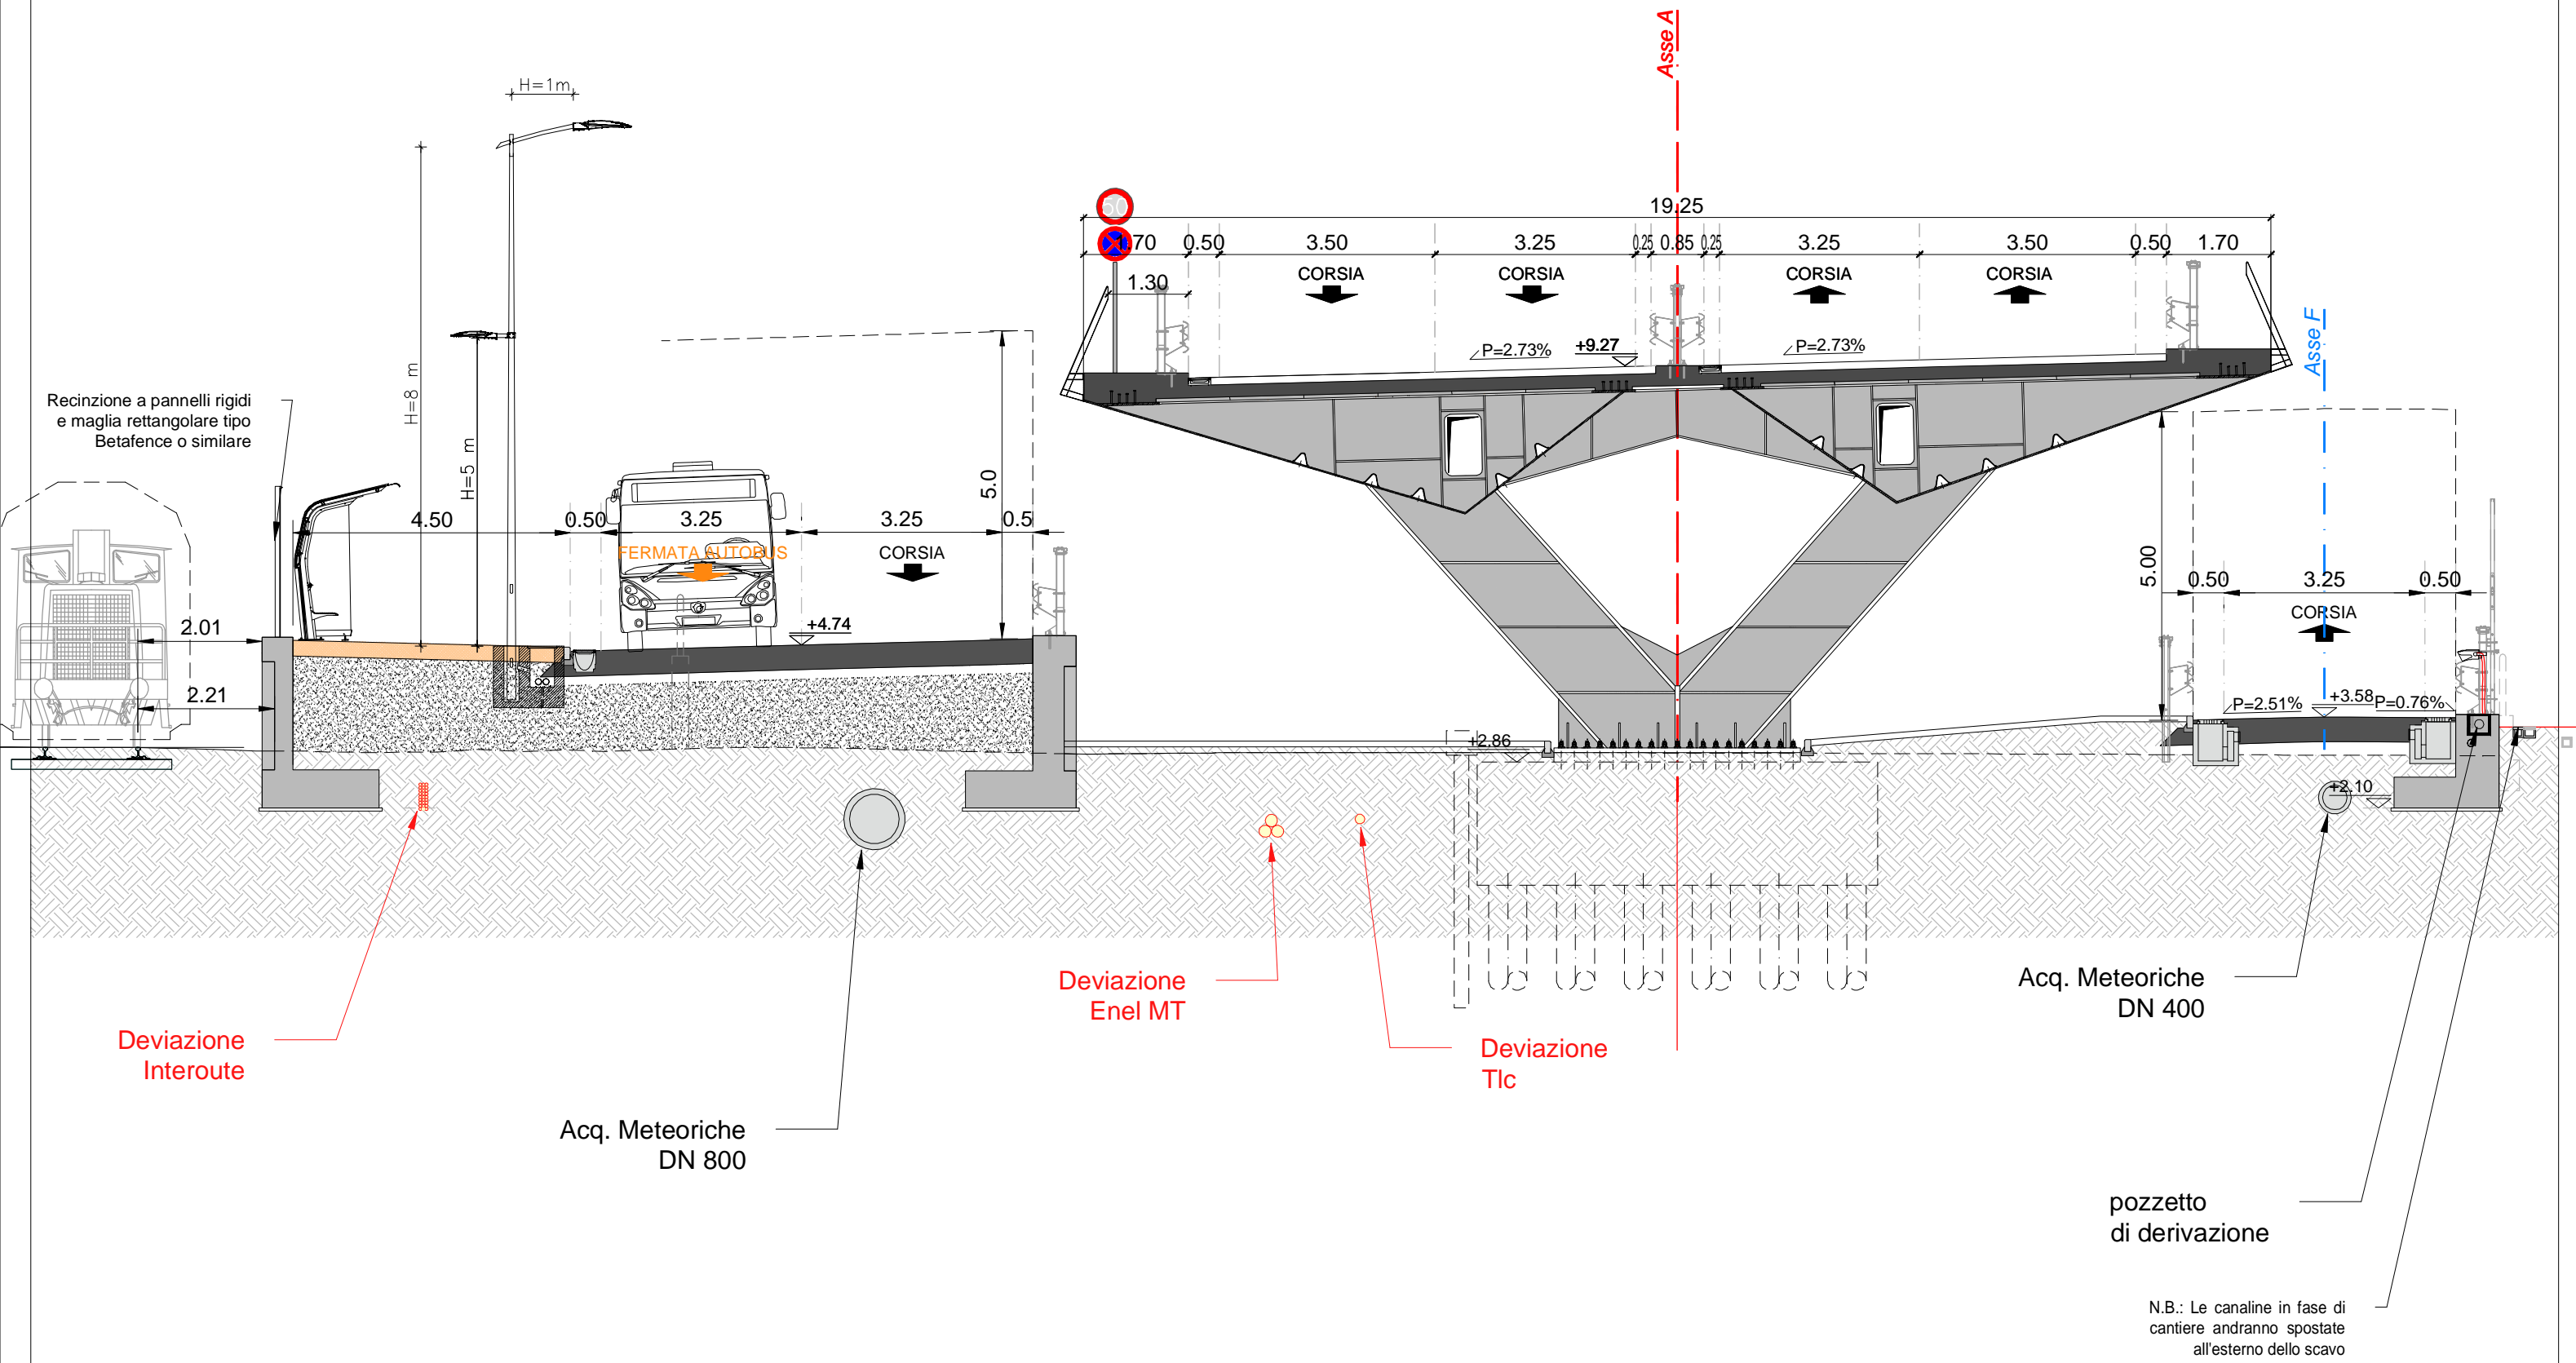 Asse A
H=1m
50
19.25
1.70
0.50
3.50
3.25
0.25
0.85
0.25
3.25
3.50
0.50
1.70
CORSIA
CORSIA
CORSIA
CORSIA
1.30
Asse F
P=2.73%
+9.27
P=2.73%
Recinzione a pannelli rigidi
e maglia rettangolare tipo
Betafence o similare
H=8 m
H=5 m
5.0
4.50
0.50
3.25
3.25
0.5
FERMATA AUTOBUS
CORSIA
5.00
0.50
3.25
0.50
CORSIA
2.01
+4.74
2.21
P=2.51%
+3.58
P=0.76%
+2.86
+2.10
Deviazione
Interoute
Acq. Meteoriche
DN 800
Deviazione
Enel MT
Deviazione
Tlc
Acq. Meteoriche
DN 400
pozzetto
di derivazione
N.B.: Le canaline in fase di
cantiere andranno spostate
all'esterno dello scavo